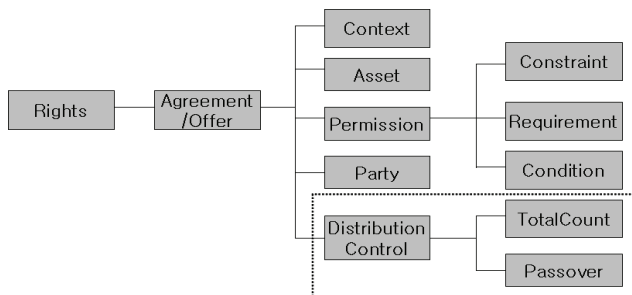 Rights
Agreement
/Offer
Context
Asset
Permission
Party
Distribution
Control
Constraint
Requirement
Condition
TotalCount
Passover